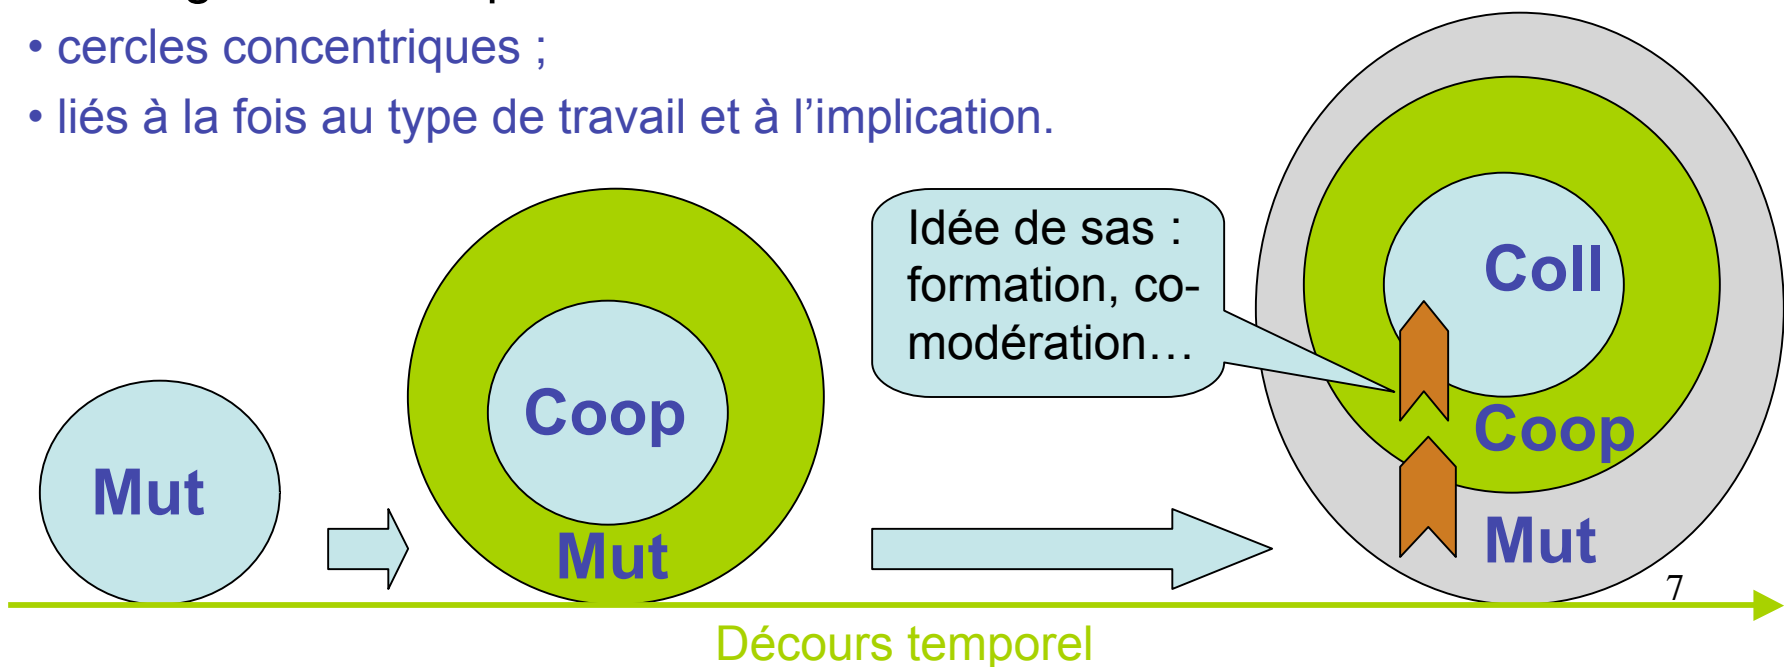 • cercles concentriques ;
• liés à la fois au type de travail et à l’implication.
Idée de sas :
formation, co-
modération…
Coll
Coop
Mut
Coop
Mut
Mut
7
Décours temporel